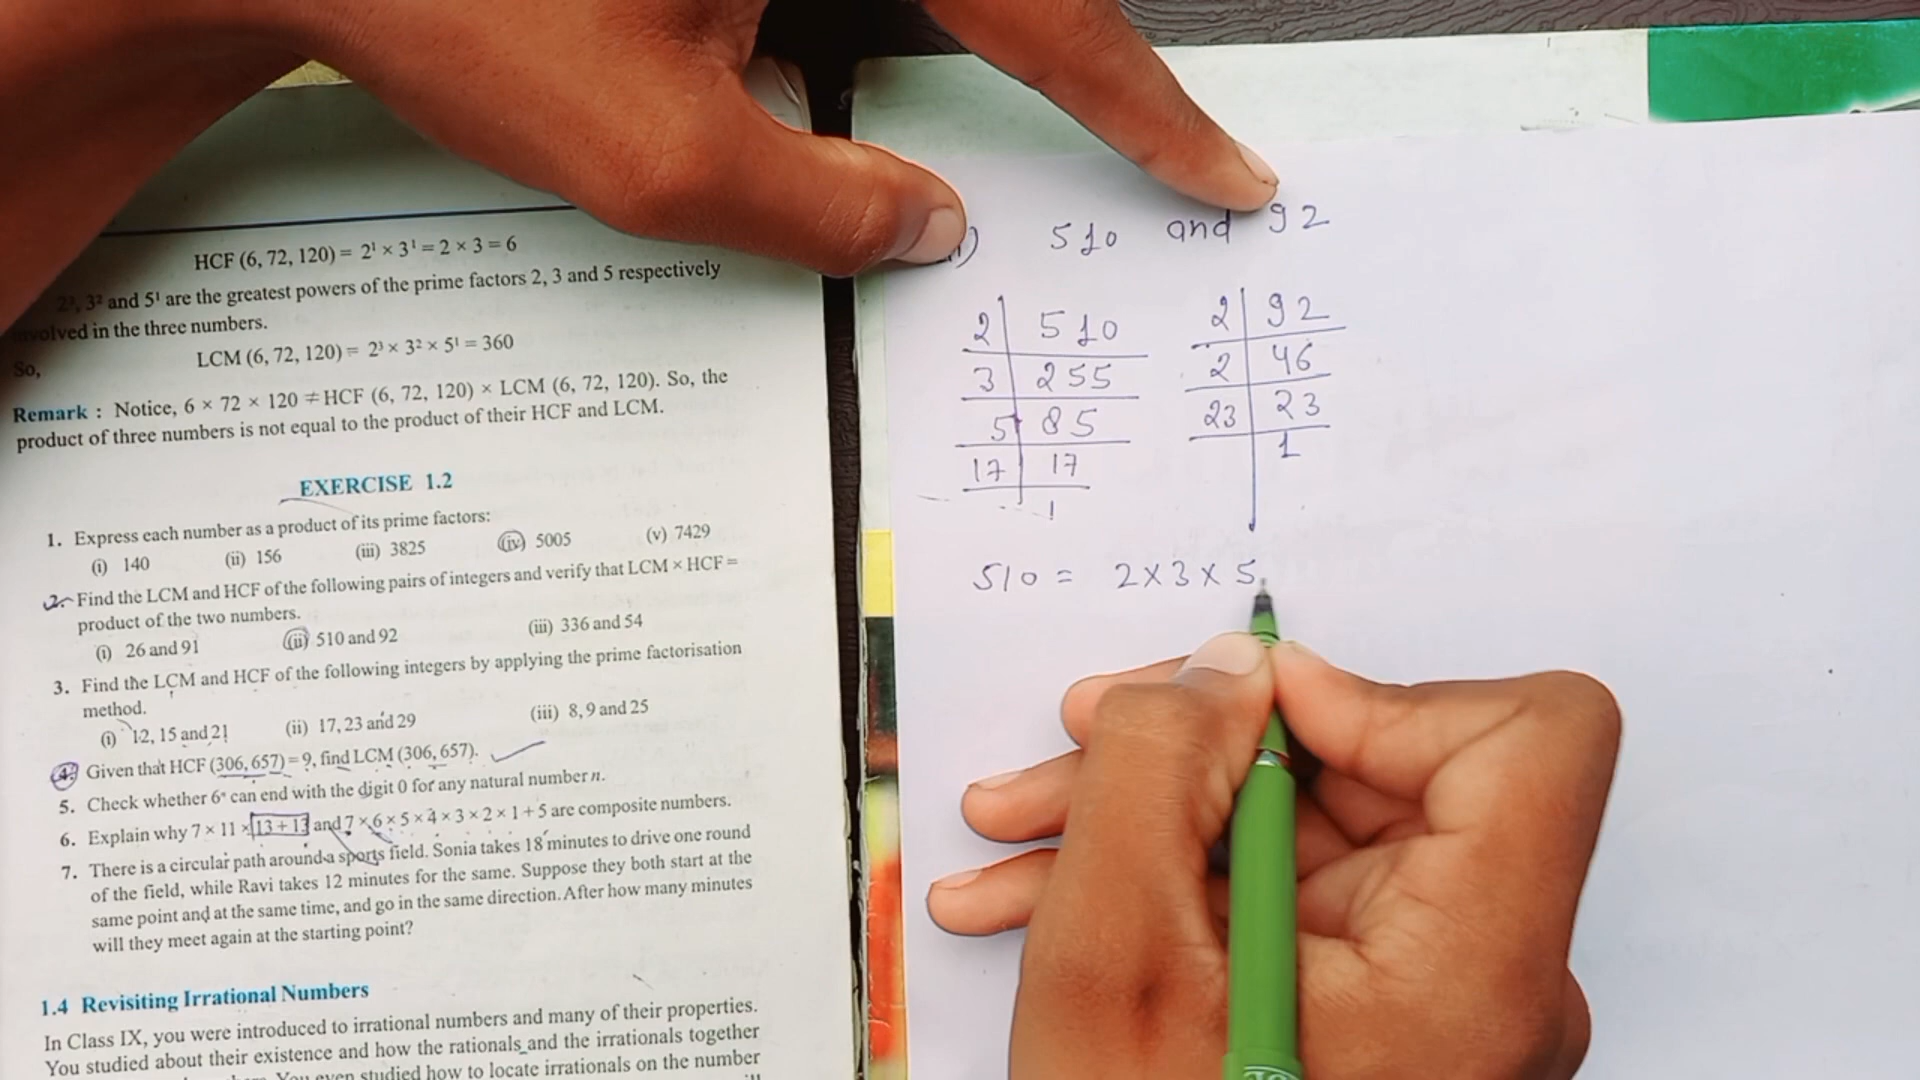 HCF (6, 72, 120) = 2¹ × 3¹ = 2 × 3 = 6
2³, 3² and 5¹ are the greatest powers of the prime factors 2, 3 and 5 respectively
involved in the three numbers.
So,
LCM (6, 72, 120) = 2³ × 3² × 5¹ = 360
Remark : Notice, 6 × 72 × 120 ≠ HCF (6, 72, 120) × LCM (6, 72, 120). So, the
product of three numbers is not equal to the product of their HCF and LCM.
EXERCISE 1.2
1. Express each number as a product of its prime factors:
(i) 140 (ii) 156 (iii) 3825 (iv) 5005 (v) 7429
2. Find the LCM and HCF of the following pairs of integers and verify that LCM × HCF =
product of the two numbers.
(i) 26 and 91 (ii) 510 and 92 (iii) 336 and 54
3. Find the LCM and HCF of the following integers by applying the prime factorisation
method.
(i) 12, 15 and 21 (ii) 17, 23 and 29 (iii) 8, 9 and 25
4. Given that HCF (306, 657) = 9, find LCM (306, 657).
5. Check whether 6ⁿ can end with the digit 0 for any natural number n.
6. Explain why 7 × 11 × 13 + 13 and 7 × 6 × 5 × 4 × 3 × 2 × 1 + 5 are composite numbers.
7. There is a circular path around a sports field. Sonia takes 18 minutes to drive one round
of the field, while Ravi takes 12 minutes for the same. Suppose they both start at the
same point and at the same time, and go in the same direction. After how many minutes
will they meet again at the starting point?
1.4 Revisiting Irrational Numbers
In Class IX, you were introduced to irrational numbers and many of their properties.
You studied about their existence and how the rationals and the irrationals together
You even studied how to locate irrationals on the number
510 and 92
2 510
3 255
5 85
17 17
1
2 92
2 46
23 23
1
510 = 2 × 3 × 5